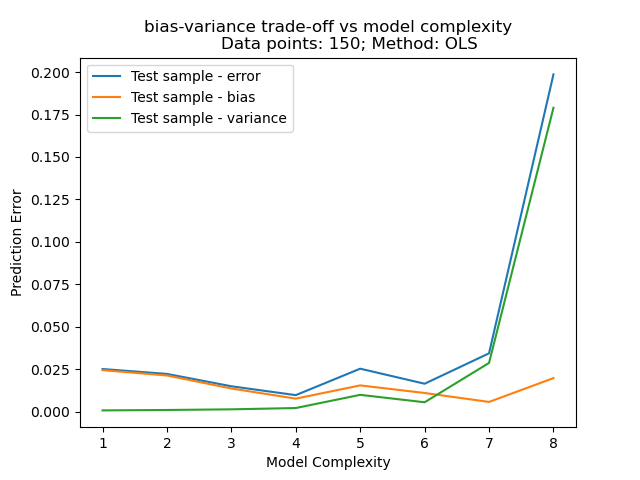 bias-variance trade-off vs model complexity
Data points: 150; Method: OLS
Test sample - error
Test sample - bias
Test sample - variance
Prediction Error
0.200
0.175
0.150
0.125
0.100
0.075
0.050
0.025
0.000
1 2 3 4 5 6 7 8
Model Complexity